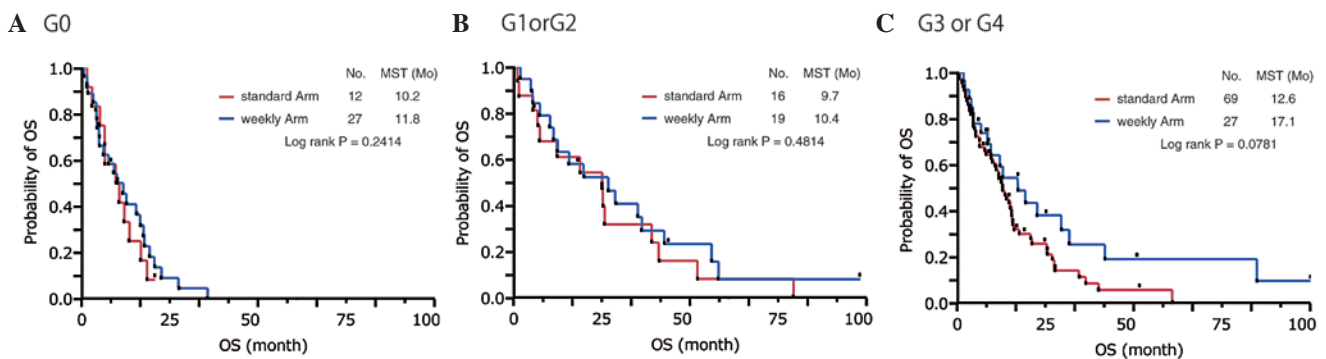 A G0
No. MST (Mo)
standard Arm 12 10.2
weekly Arm 27 11.8
Log rank P = 0.2414
Probability of OS
1.0
0.8
0.6
0.4
0.2
0.0
0 25 50 75 100
OS (month)
B G1orG2
No. MST (Mo)
standard Arm 16 9.7
weekly Arm 19 10.4
Log rank P = 0.4814
Probability of OS
1.0
0.8
0.6
0.4
0.2
0.0
0 25 50 75 100
OS (month)
C G3 or G4
No. MST (Mo)
standard Arm 69 12.6
weekly Arm 27 17.1
Log rank P = 0.0781
Probability of OS
1.0
0.8
0.6
0.4
0.2
0.0
0 25 50 75 100
OS (month)